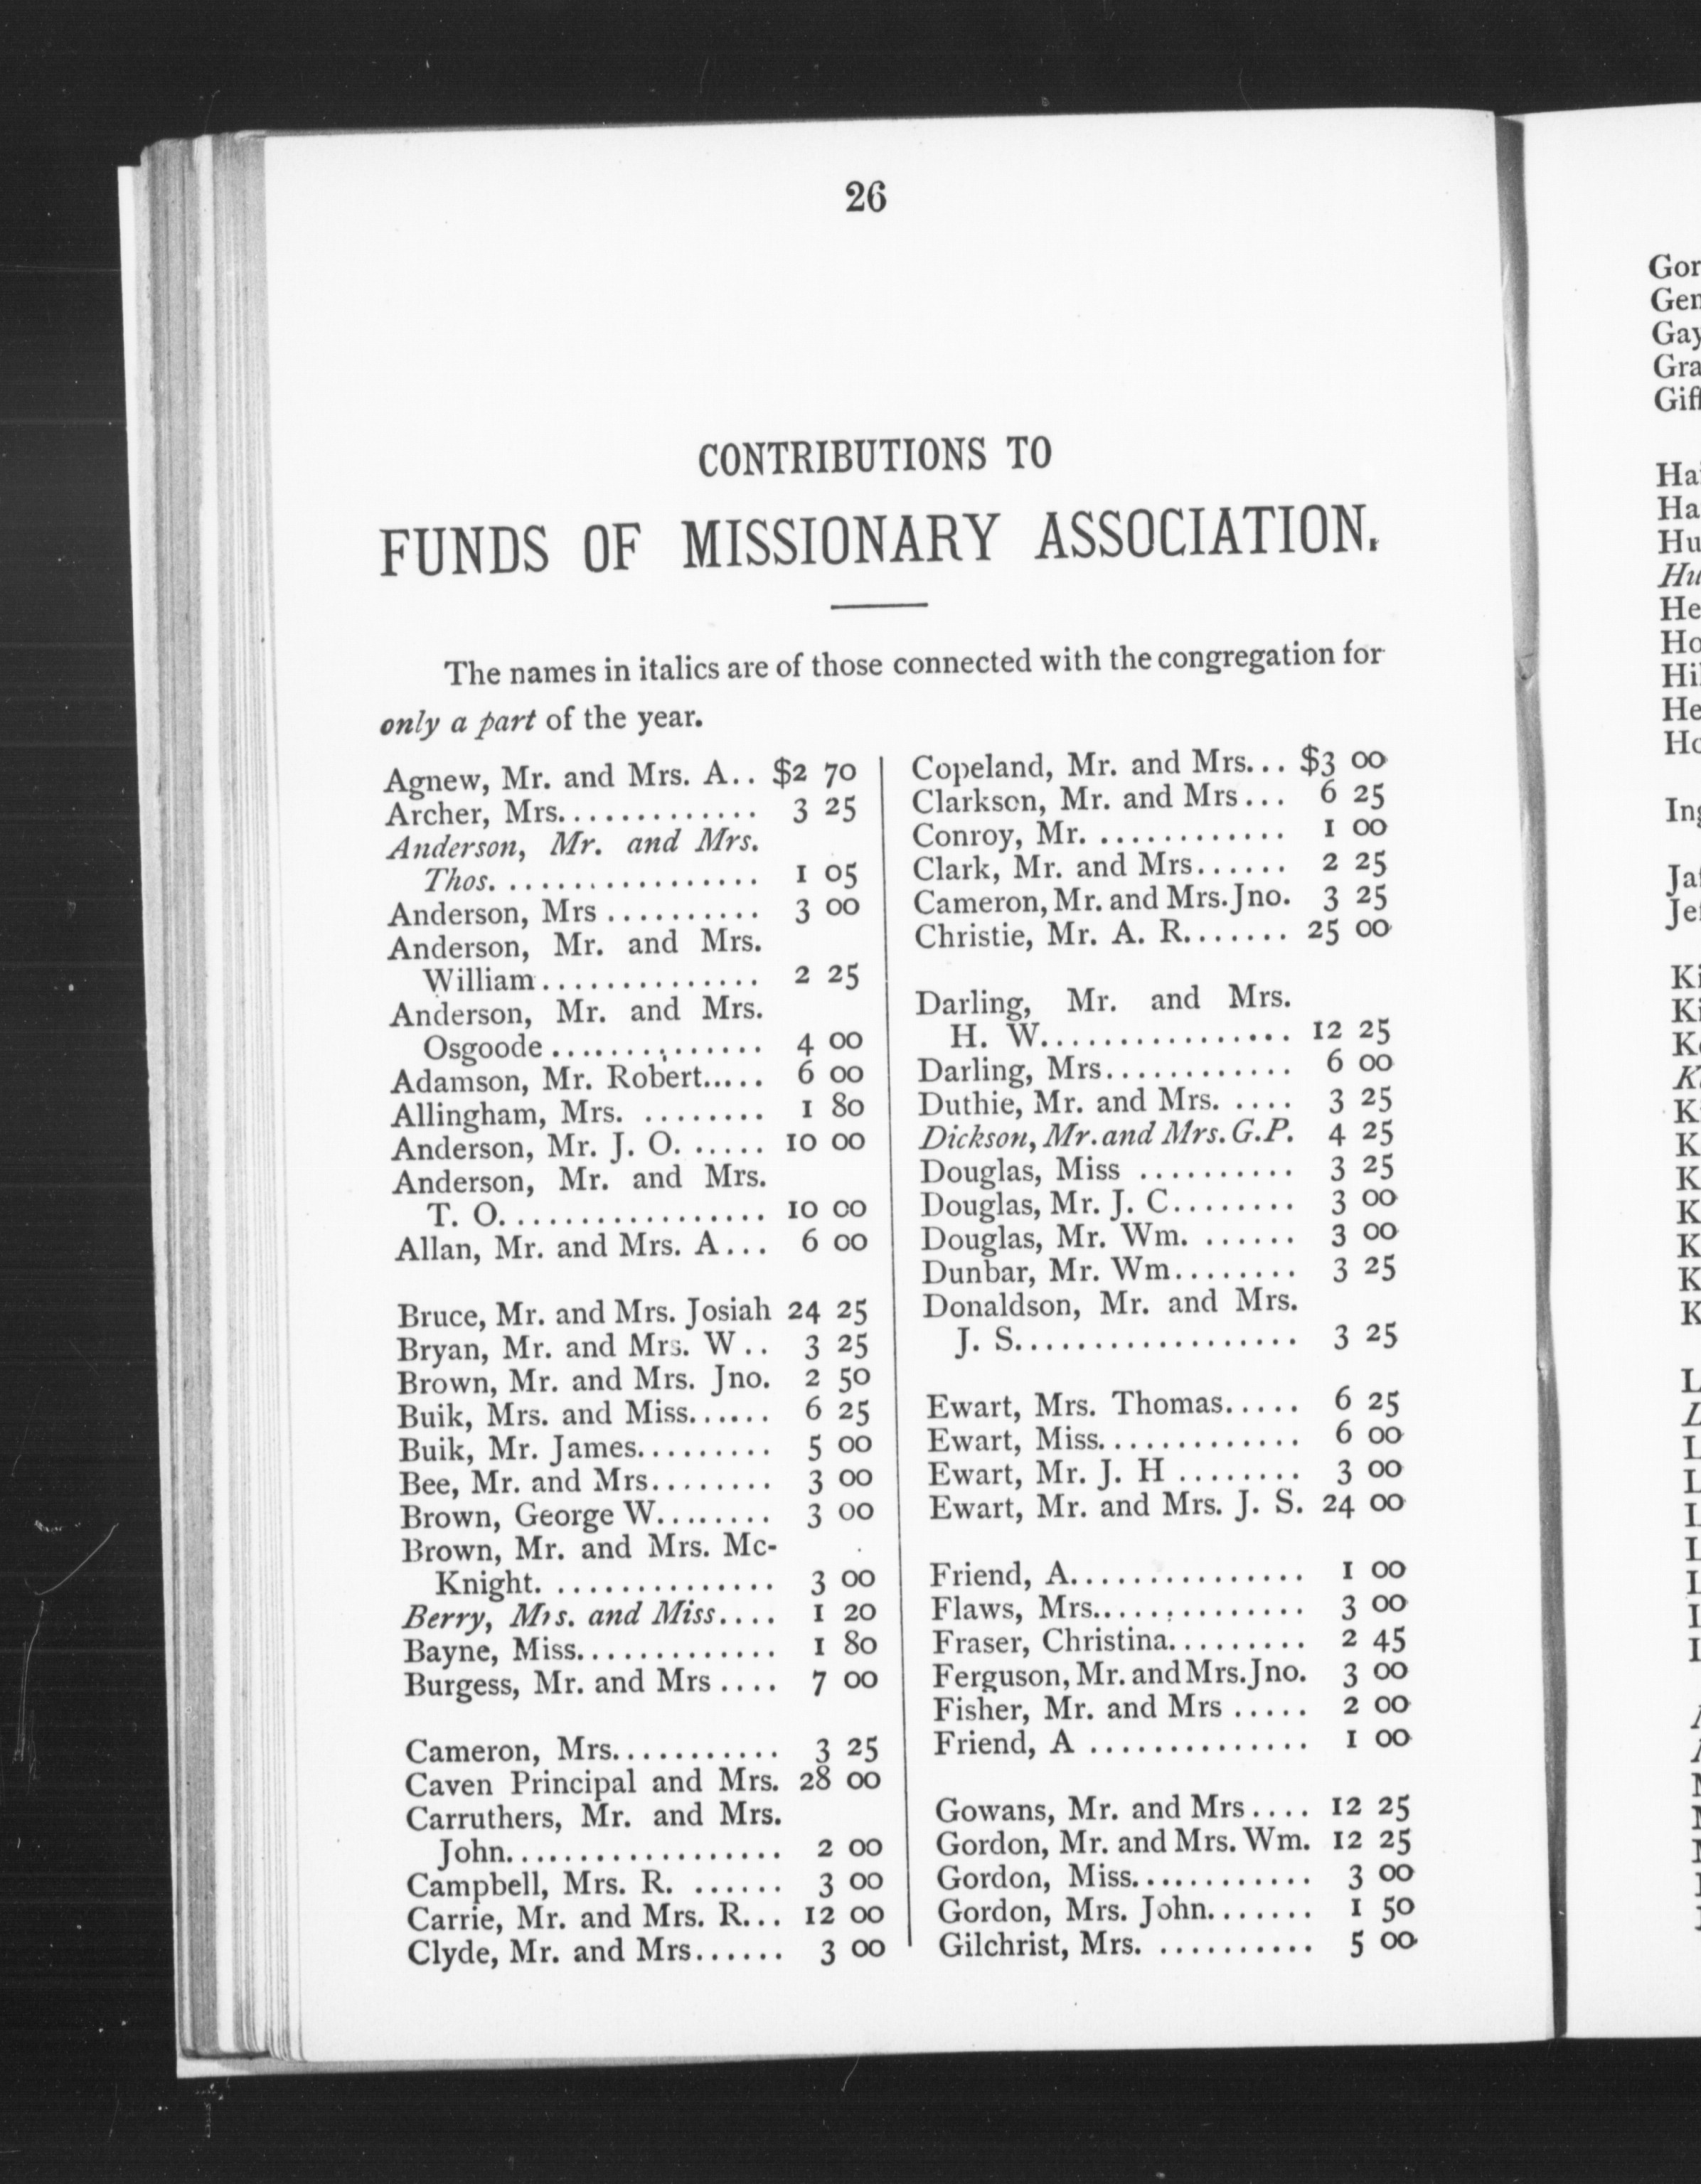 26
CONTRIBUTIONS TO
FUNDS OF MISSIONARY ASSOCIATION.
The names in italics are of those connected with the congregation for
only a part of the year.
Agnew, Mr. and Mrs. A.. $2 70
Archer, Mrs............. 3 25
Anderson, Mr. and Mrs.
Thos................. 1 05
Anderson, Mrs .......... 3 00
Anderson, Mr. and Mrs.
William.............. 2 25
Anderson, Mr. and Mrs.
Osgoode.............. 4 00
Adamson, Mr. Robert..... 6 00
Allingham, Mrs. ........ 1 80
Anderson, Mr. J. O. ..... 10 00
Anderson, Mr. and Mrs.
T. O................. 10 00
Allan, Mr. and Mrs. A... 6 00
Bruce, Mr. and Mrs. Josiah 24 25
Bryan, Mr. and Mrs. W.. 3 25
Brown, Mr. and Mrs. Jno. 2 50
Buik, Mrs. and Miss...... 6 25
Buik, Mr. James......... 5 00
Bee, Mr. and Mrs........ 3 00
Brown, George W........ 3 00
Brown, Mr. and Mrs. Mc-
Knight. .............. 3 00
Berry, Mrs. and Miss.... 1 20
Bayne, Miss............. 1 80
Burgess, Mr. and Mrs .... 7 00
Cameron, Mrs........... 3 25
Caven Principal and Mrs. 28 00
Carruthers, Mr. and Mrs.
John.................. 2 00
Campbell, Mrs. R. ...... 3 00
Carrie, Mr. and Mrs. R... 12 00
Clyde, Mr. and Mrs...... 3 00
Copeland, Mr. and Mrs... $3 00
Clarkson, Mr. and Mrs... 6 25
Conroy, Mr. ............ 1 00
Clark, Mr. and Mrs...... 2 25
Cameron, Mr. and Mrs. Jno. 3 25
Christie, Mr. A. R....... 25 00
Darling, Mr. and Mrs.
H. W................ 12 25
Darling, Mrs............ 6 00
Duthie, Mr. and Mrs. .... 3 25
Dickson, Mr. and Mrs. G.P. 4 25
Douglas, Miss .......... 3 25
Douglas, Mr. J. C........ 3 00
Douglas, Mr. Wm. ...... 3 00
Dunbar, Mr. Wm........ 3 25
Donaldson, Mr. and Mrs.
J. S.................. 3 25
Ewart, Mrs. Thomas..... 6 25
Ewart, Miss............. 6 00
Ewart, Mr. J. H ........ 3 00
Ewart, Mr. and Mrs. J. S. 24 00
Friend, A............... 1 00
Flaws, Mrs.............. 3 00
Fraser, Christina......... 2 45
Ferguson, Mr. and Mrs. Jno. 3 00
Fisher, Mr. and Mrs ..... 2 00
Friend, A .............. 1 00
Gowans, Mr. and Mrs.... 12 25
Gordon, Mr. and Mrs. Wm. 12 25
Gordon, Miss............ 3 00
Gordon, Mrs. John....... 1 50
Gilchrist, Mrs. .......... 5 00